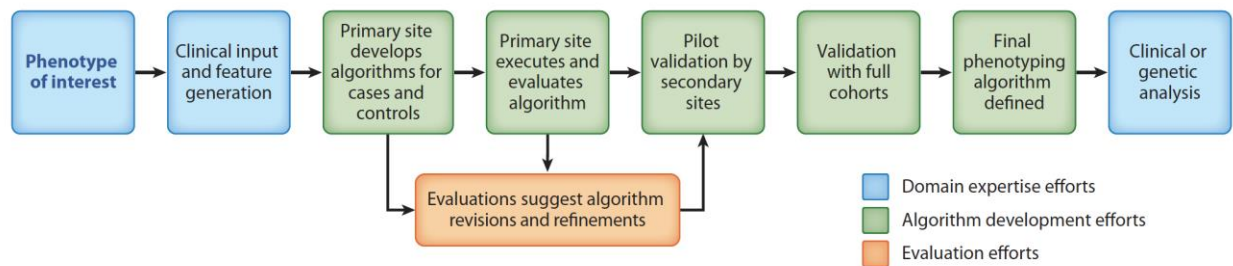 Phenotype
of interest
Clinical input
and feature
generation
Primary site
develops
algorithms for
cases and
controls
Primary site
executes and
evaluates
algorithm
Pilot
validation by
secondary
sites
Validation
with full
cohorts
Final
phenotyping
algorithm
defined
Clinical or
genetic
analysis
Evaluations suggest algorithm
revisions and refinements
Domain expertise efforts
Algorithm development efforts
Evaluation efforts